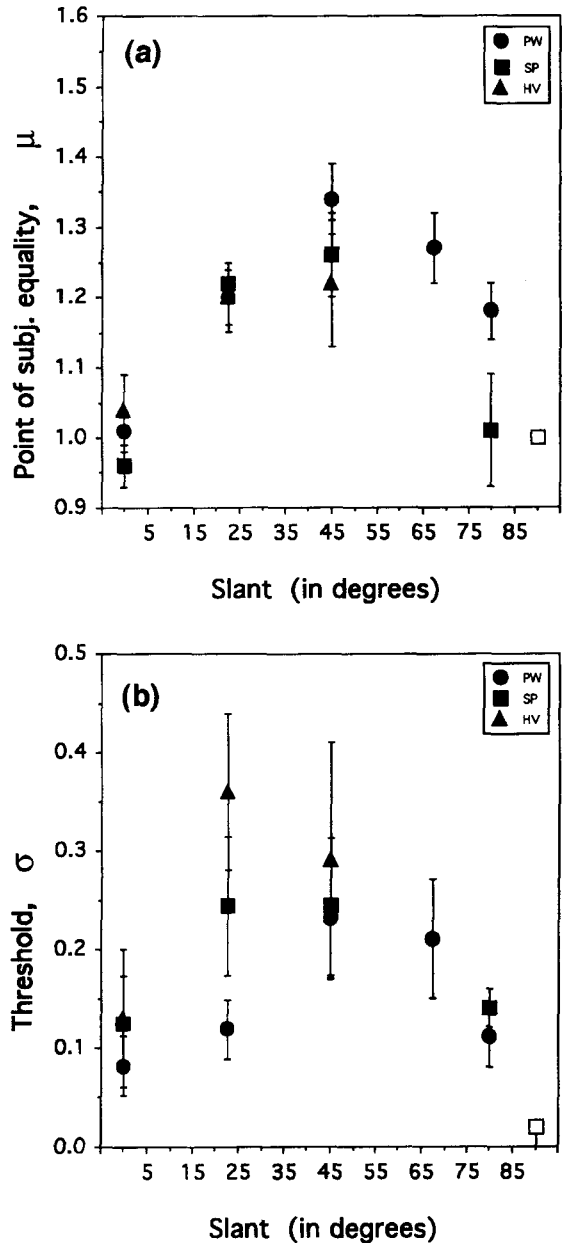 1.6
(a)
PW
SP
HV
1.5
1.4
1.3
1.2
1.1
1.0
0.9
Point of subj. equality, μ
5 15 25 35 45 55 65 75 85
Slant (in degrees)
0.5
(b)
PW
SP
HV
0.4
0.3
0.2
0.1
0.0
Threshold, σ
5 15 25 35 45 55 65 75 85
Slant (in degrees)